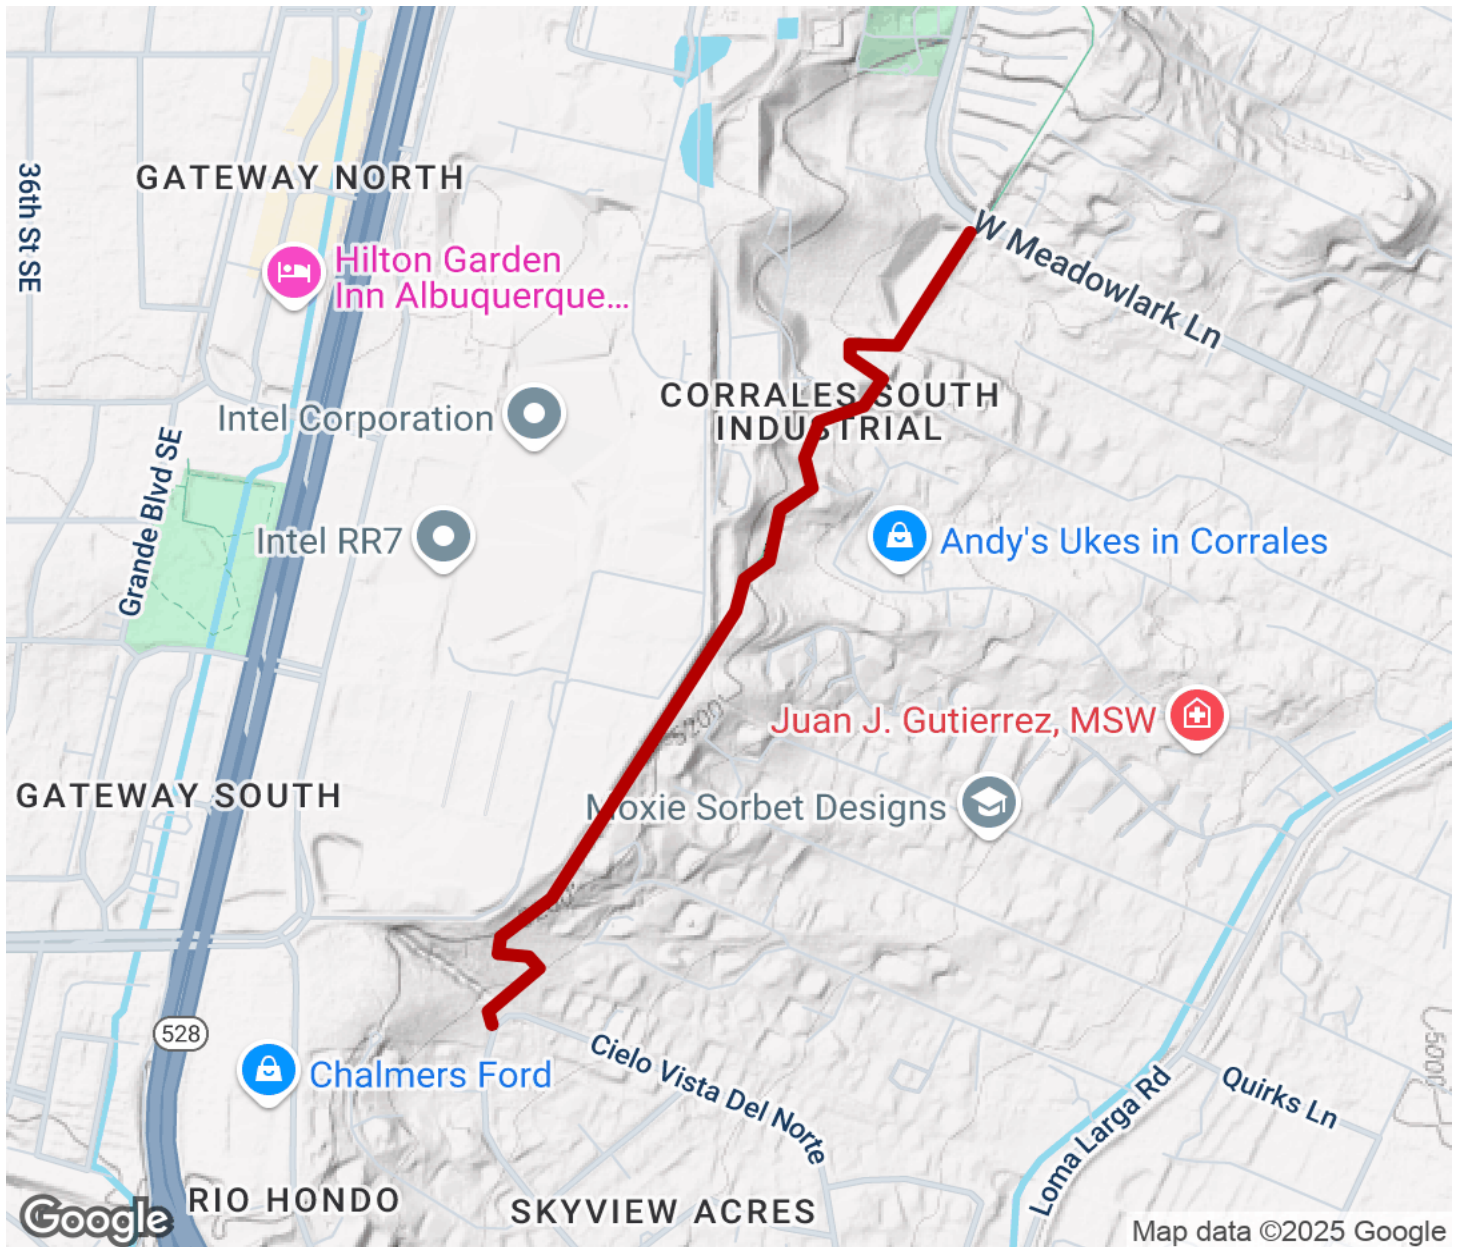 GATEWAY NORTH
36th St SE
Hilton Garden
Inn Albuquerque...
W Meadowlark Ln
CORRALES SOUTH
INDUSTRIAL
Intel Corporation
Grande Blvd SE
Intel RR7
Andy's Ukes in Corrales
5200
Juan J. Gutierrez, MSW
GATEWAY SOUTH
Moxie Sorbet Designs
528
Chalmers Ford
Cielo Vista Del Norte
5000
Quirks Ln
Loma Larga Rd
RIO HONDO
SKYVIEW ACRES
Google
Map data ©2025 Google